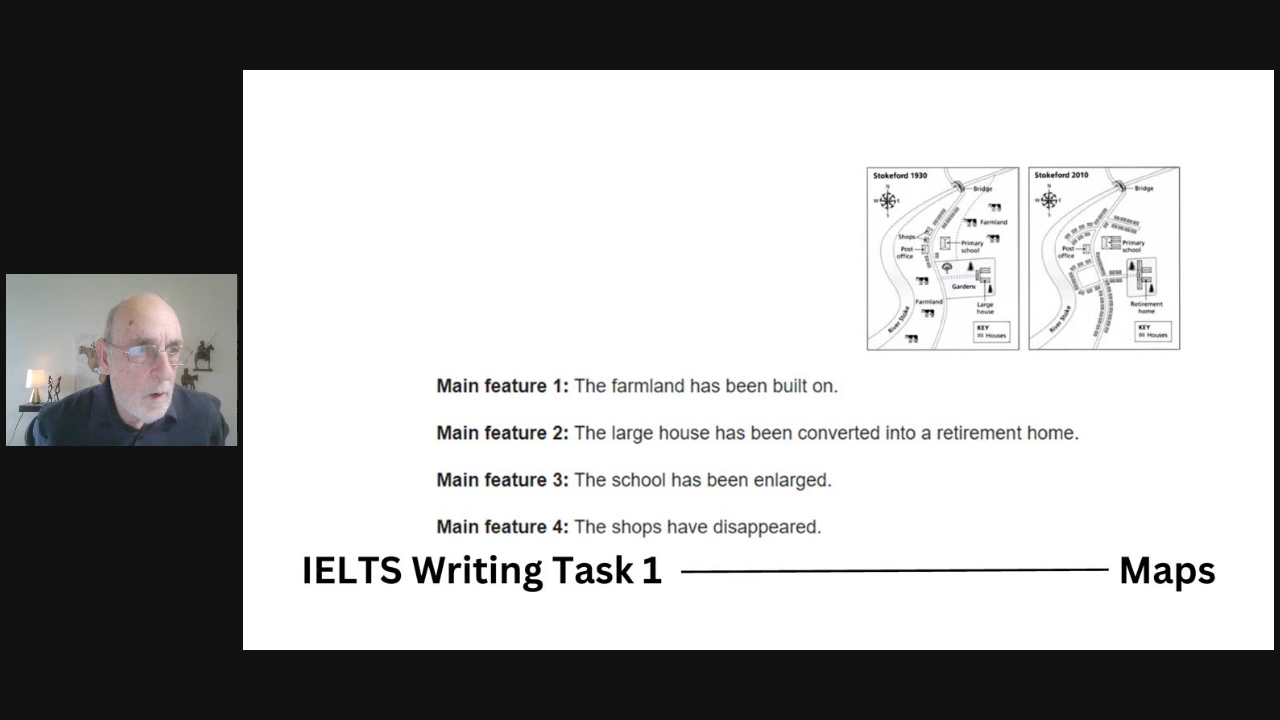 Stokeford 1930
N
W
E
S
Bridge
Farmland
Shops
Post office
Primary school
Gardens
Farmland
Large house
River Stoke
KEY
Houses
Stokeford 2010
N
W
E
S
Bridge
Post office
Primary school
River Stoke
Retirement home
KEY
Houses
Main feature 1: The farmland has been built on.
Main feature 2: The large house has been converted into a retirement home.
Main feature 3: The school has been enlarged.
Main feature 4: The shops have disappeared.
IELTS Writing Task 1 Maps